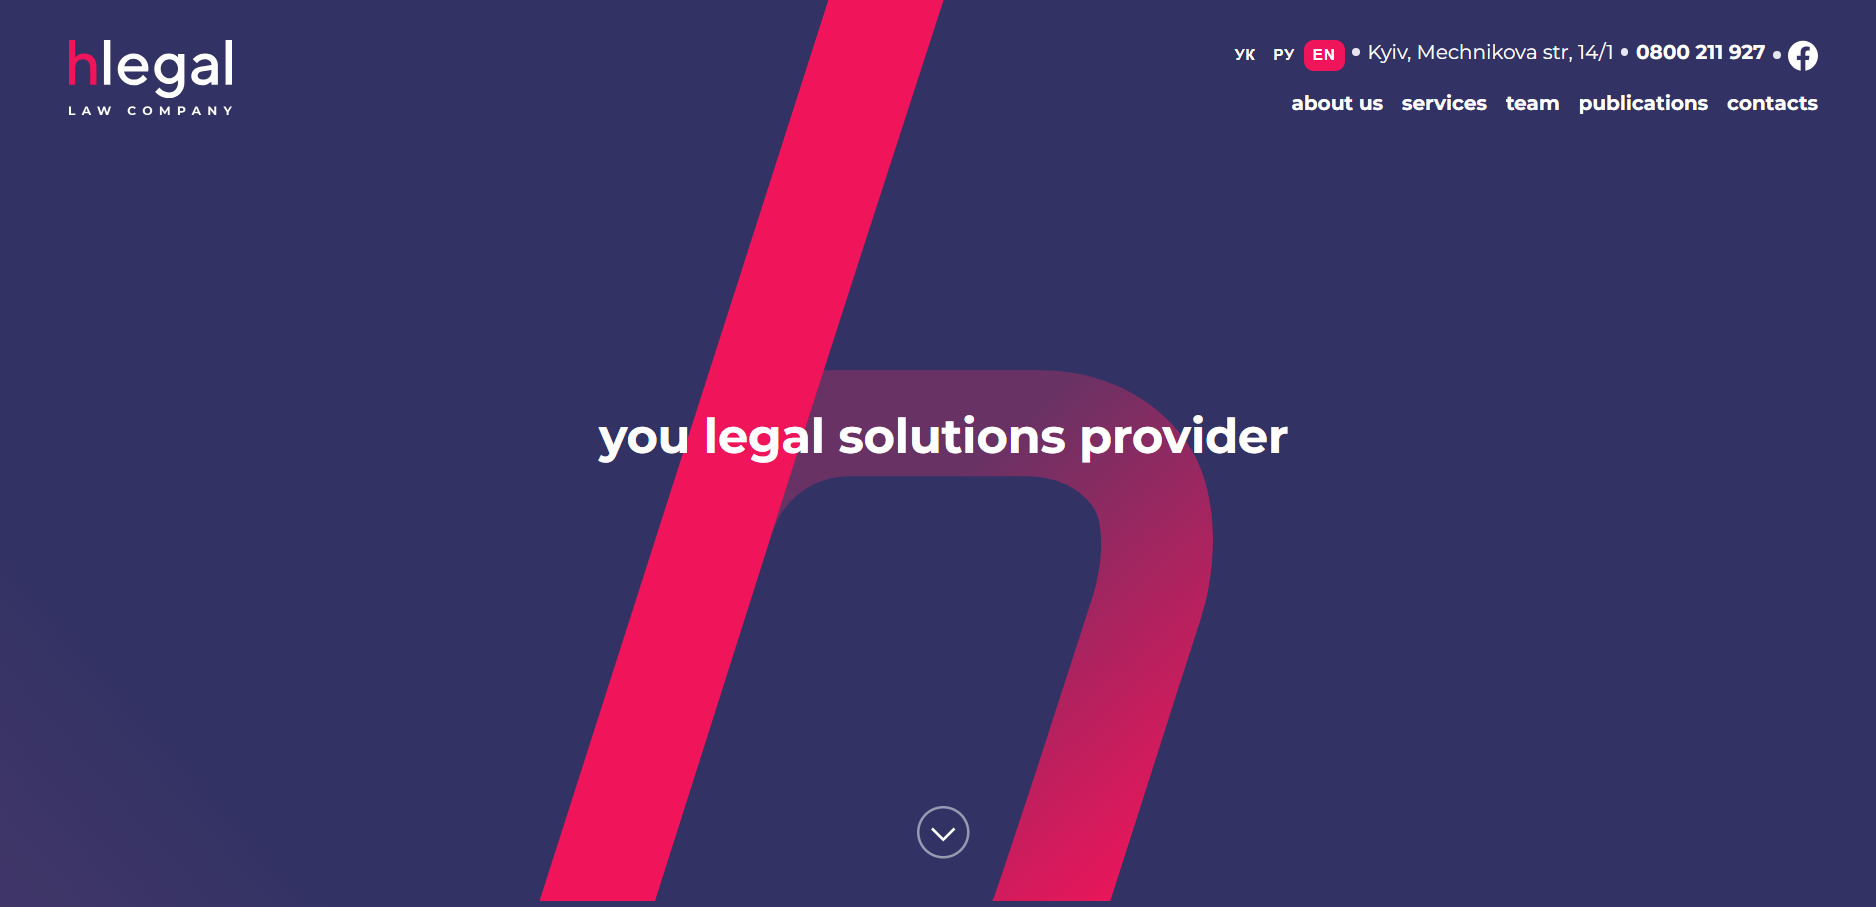 hlegal
LAW COMPANY
УК РУ EN • Kyiv, Mechnikova str, 14/1 • 0800 211 927 •
about us services team publications contacts
you legal solutions provider